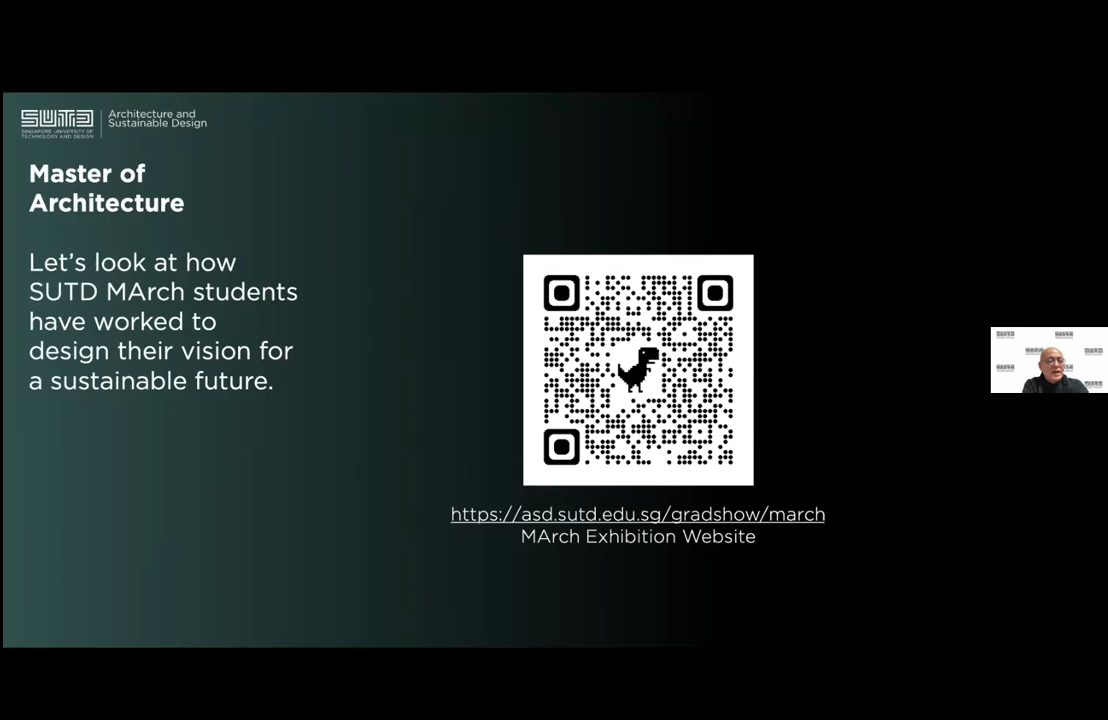 SUTD
SINGAPORE UNIVERSITY OF
TECHNOLOGY AND DESIGN
Architecture and
Sustainable Design
Master of
Architecture
Let's look at how
SUTD MArch students
have worked to
design their vision for
a sustainable future.
https://asd.sutd.edu.sg/gradshow/march
MArch Exhibition Website